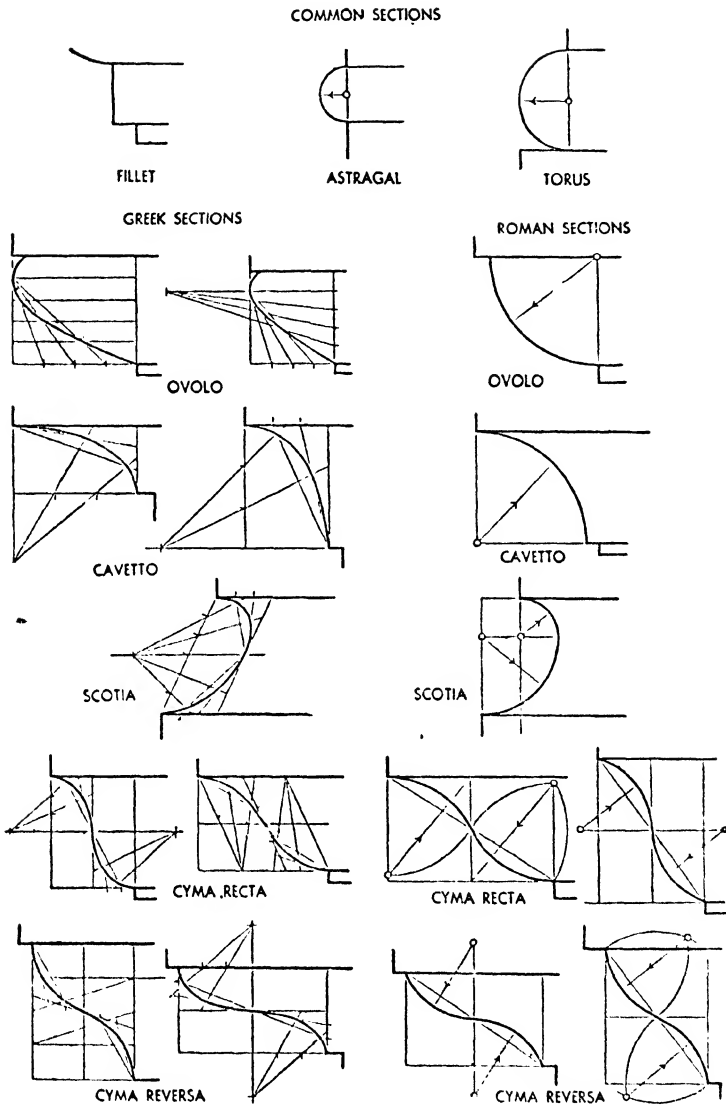 COMMON SECTIONS
FILLET
ASTRAGAL
TORUS
GREEK SECTIONS
ROMAN SECTIONS
OVOLO
OVOLO
CAVETTO
CAVETTO
SCOTIA
SCOTIA
CYMA RECTA
CYMA RECTA
CYMA REVERSA
CYMA REVERSA